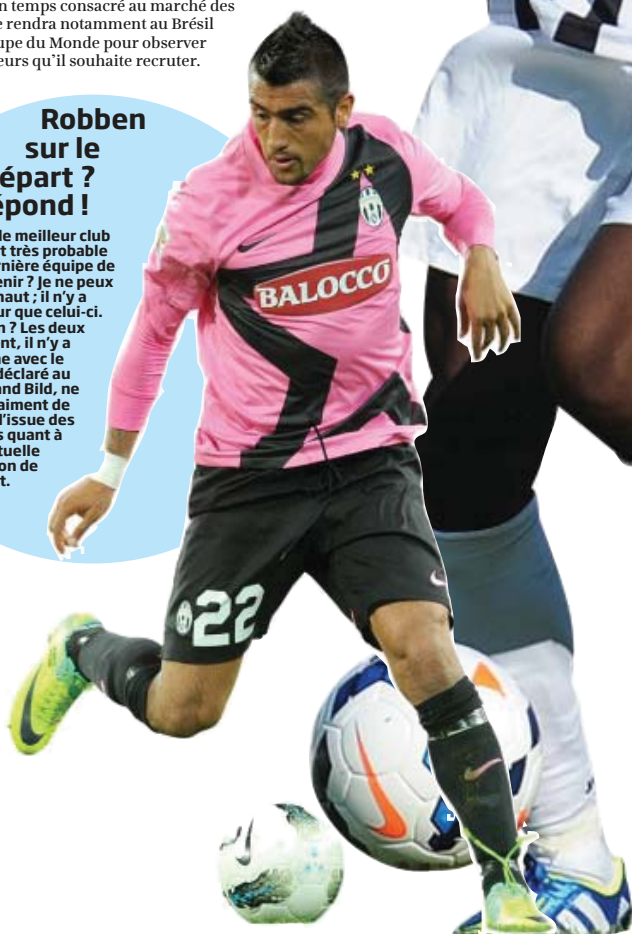 n temps consacré au marché des
e rendra notamment au Brésil
upe du Monde pour observer
eurs qu'il souhaite recruter.
Robben
sur le
épart ?
épond !
le meilleur club
t très probable
nière équipe de
enir ? Je ne peux
haut ; il n'y a
ur que celui-ci.
n ? Les deux
nt, il n'y a
e avec le
déclaré au
and Bild, ne
aiment de
l'issue des
s quant à
tuelle
on de
t.
BALOCCO
22